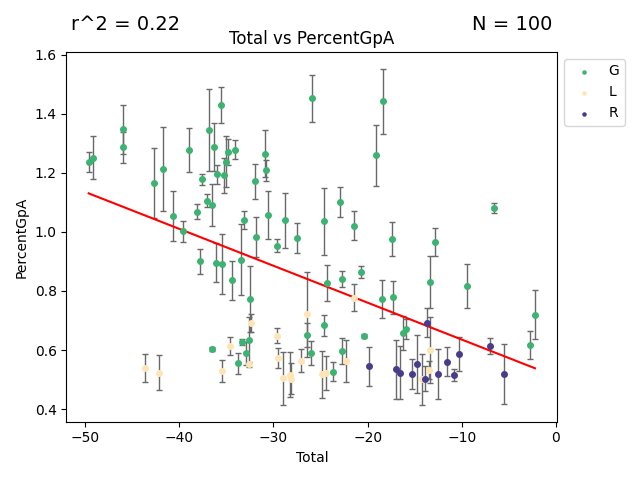 r^2 = 0.22
N = 100
Total vs PercentGpA
1.6
1.4
1.2
1.0
0.8
0.6
0.4
PercentGpA
−50
−40
−30
−20
−10
0
Total
G
L
R